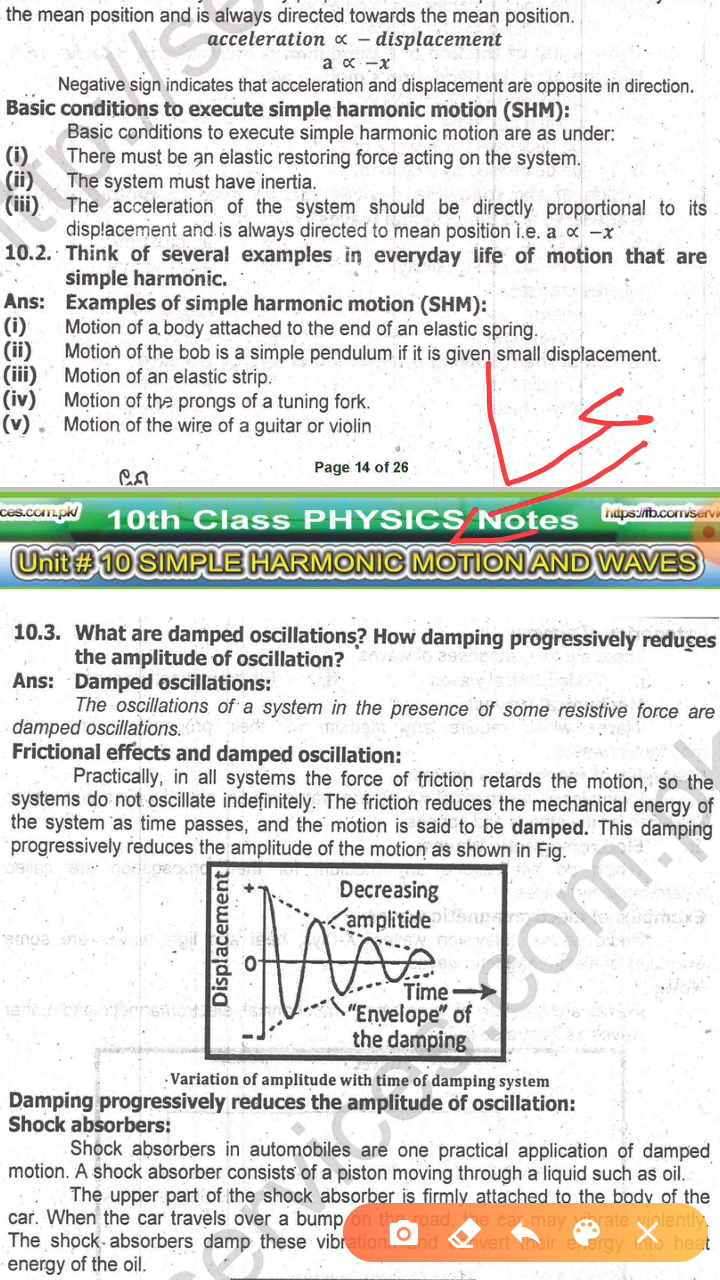 the mean position and is always directed towards the mean position.
acceleration ∝ − displacement
a ∝ −x
Negative sign indicates that acceleration and displacement are opposite in direction.
Basic conditions to execute simple harmonic motion (SHM):
Basic conditions to execute simple harmonic motion are as under:
(i) There must be an elastic restoring force acting on the system.
(ii) The system must have inertia.
(iii) The acceleration of the system should be directly proportional to its
displacement and is always directed to mean position i.e. a ∝ −x
10.2. Think of several examples in everyday life of motion that are
simple harmonic.
Ans: Examples of simple harmonic motion (SHM):
(i) Motion of a body attached to the end of an elastic spring.
(ii) Motion of the bob is a simple pendulum if it is given small displacement.
(iii) Motion of an elastic strip.
(iv) Motion of the prongs of a tuning fork.
(v) Motion of the wire of a guitar or violin
Page 14 of 26
ces.com.pk/ 10th Class PHYSICS Notes https://fb.com/servi
Unit # 10 SIMPLE HARMONIC MOTION AND WAVES
10.3. What are damped oscillations? How damping progressively reduces
the amplitude of oscillation?
Ans: Damped oscillations:
The oscillations of a system in the presence of some resistive force are
damped oscillations.
Frictional effects and damped oscillation:
Practically, in all systems the force of friction retards the motion, so the
systems do not oscillate indefinitely. The friction reduces the mechanical energy of
the system as time passes, and the motion is said to be damped. This damping
progressively reduces the amplitude of the motion as shown in Fig.
Displacement
+
0
−
Decreasing
amplitide
Time
"Envelope" of
the damping
Variation of amplitude with time of damping system
Damping progressively reduces the amplitude of oscillation:
Shock absorbers:
Shock absorbers in automobiles are one practical application of damped
motion. A shock absorber consists of a piston moving through a liquid such as oil.
The upper part of the shock absorber is firmly attached to the body of the
car. When the car travels over a bump on the road, the car may vibrate violently.
The shock absorbers damp these vibrations and convert their energy into heat
energy of the oil.